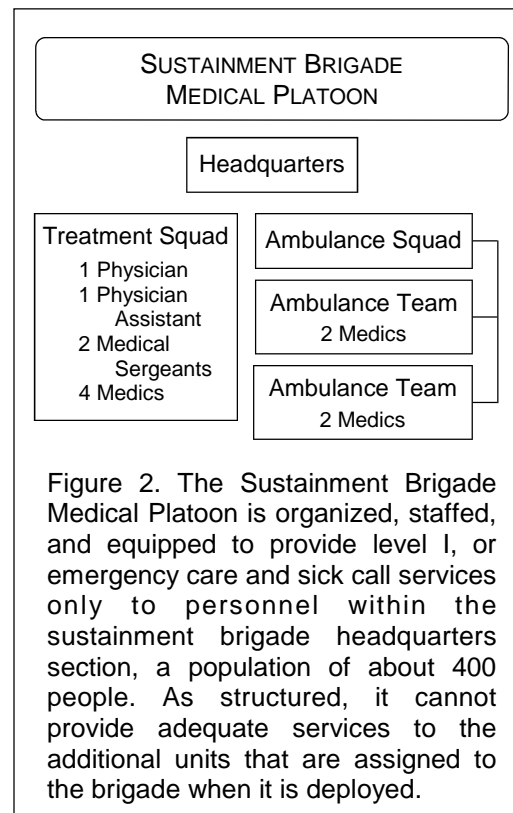 SUSTAINMENT BRIGADE
MEDICAL PLATOON
Headquarters
Treatment Squad
1 Physician
1 Physician
Assistant
2 Medical
Sergeants
4 Medics
Ambulance Squad
Ambulance Team
2 Medics
Ambulance Team
2 Medics
Figure 2. The Sustainment Brigade
Medical Platoon is organized, staffed,
and equipped to provide level I, or
emergency care and sick call services
only to personnel within the
sustainment brigade headquarters
section, a population of about 400
people. As structured, it cannot
provide adequate services to the
additional units that are assigned to
the brigade when it is deployed.